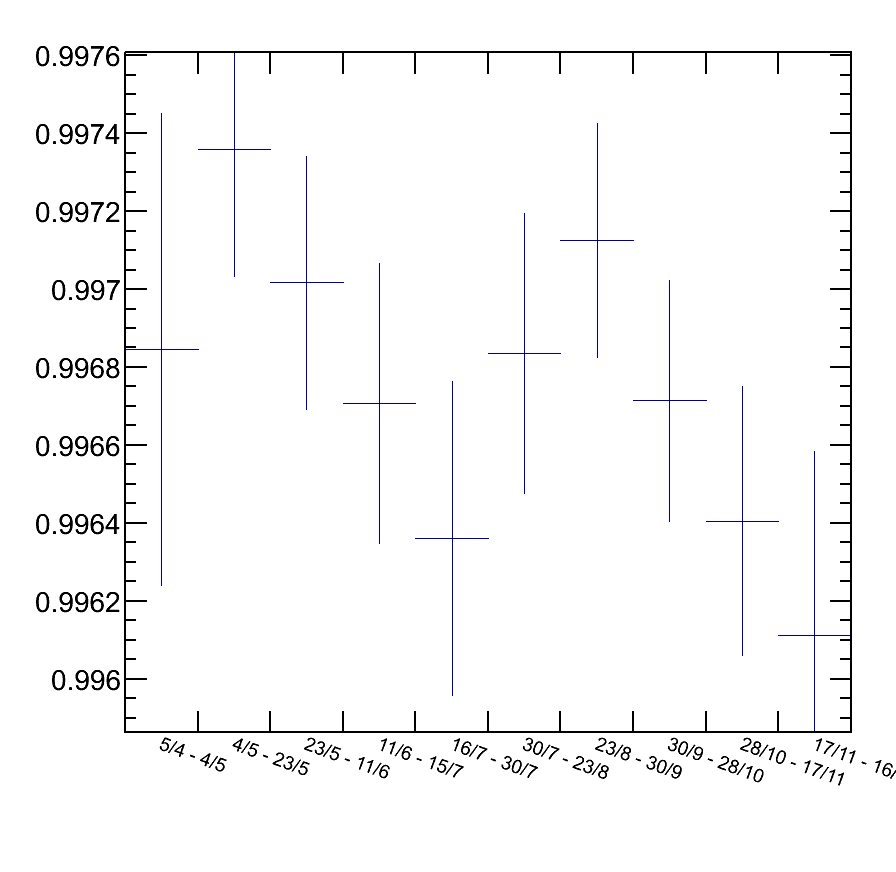 0.9976
0.9974
0.9972
0.997
0.9968
0.9966
0.9964
0.9962
0.996
5/4 - 4/5
4/5 - 23/5
23/5 - 11/6
11/6 - 15/7
16/7 - 30/7
30/7 - 23/8
23/8 - 30/9
30/9 - 28/10
28/10 - 17/11
17/11 - 16/